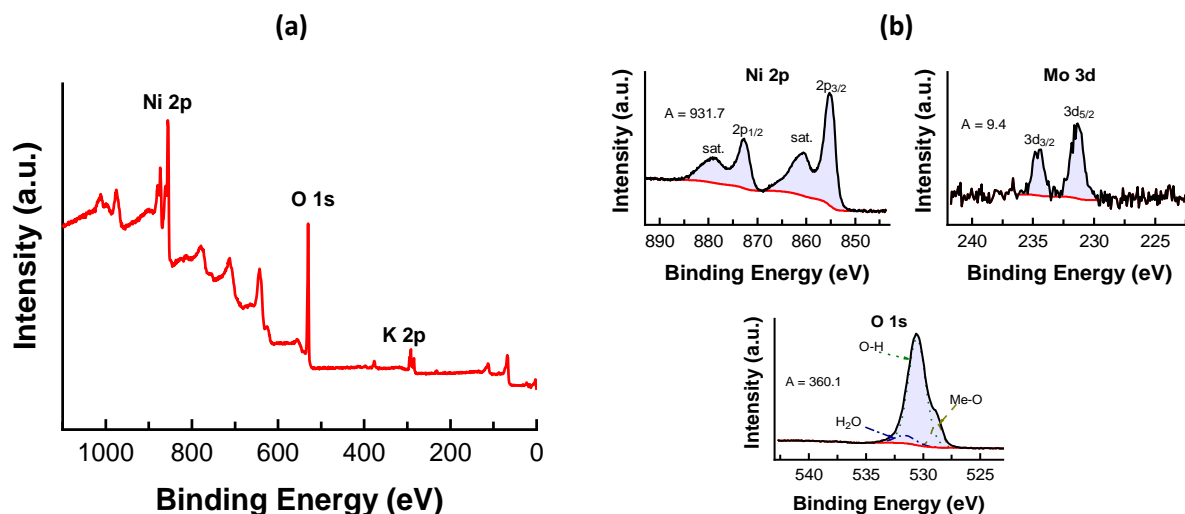 (a)
Ni 2p
O 1s
K 2p
Intensity (a.u.)
1000 800 600 400 200 0
Binding Energy (eV)
(b)
Ni 2p
2p3/2
A = 931.7
2p1/2
sat.
sat.
Intensity (a.u.)
890 880 870 860 850
Binding Energy (eV)
Mo 3d
3d5/2
A = 9.4
3d3/2
Intensity (a.u.)
240 235 230 225
Binding Energy (eV)
O 1s
O-H
A = 360.1
Me-O
H2O
Intensity (a.u.)
540 535 530 525
Binding Energy (eV)